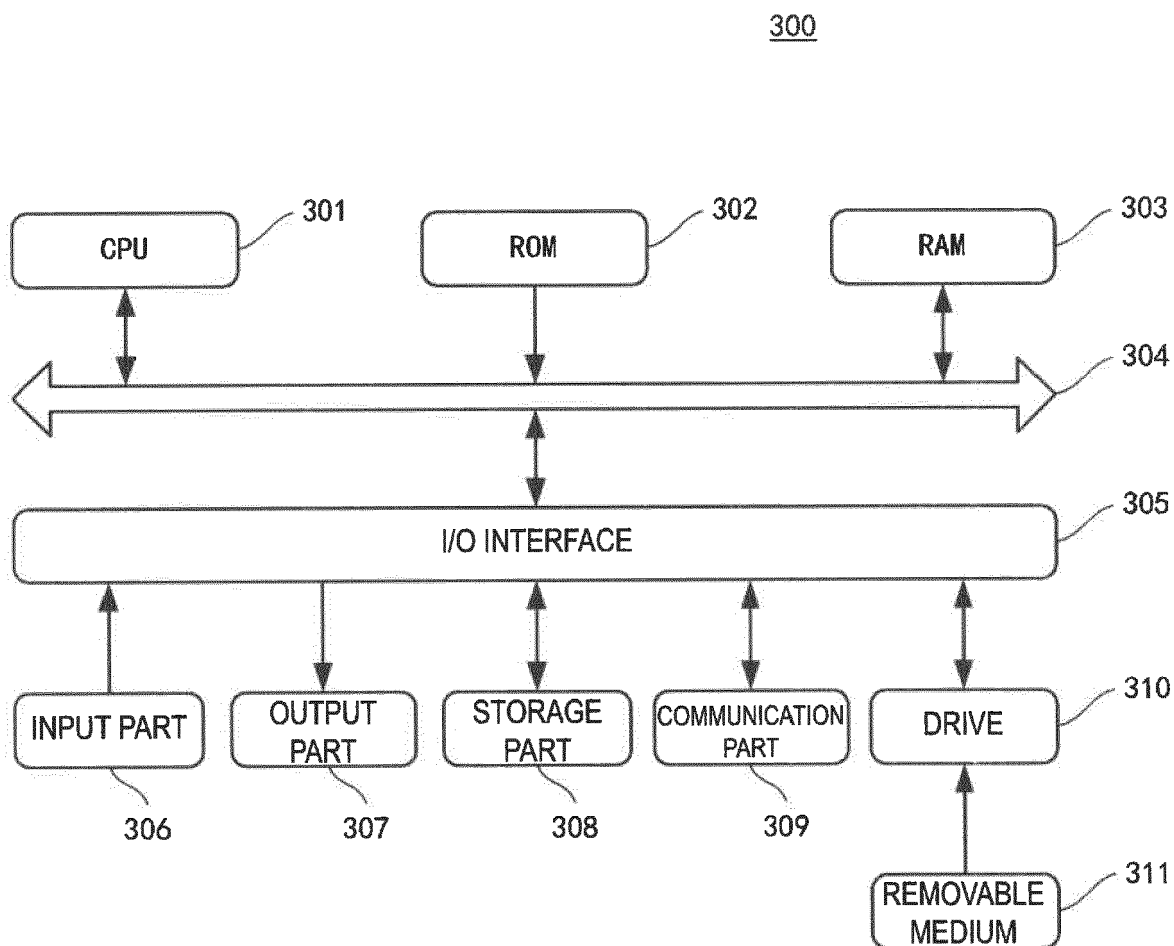 300
301
302
303
CPU
ROM
RAM
304
305
I/O INTERFACE
INPUT PART
OUTPUT
PART
STORAGE
PART
COMMUNICATION
PART
DRIVE
310
306
307
308
309
REMOVABLE
MEDIUM
311